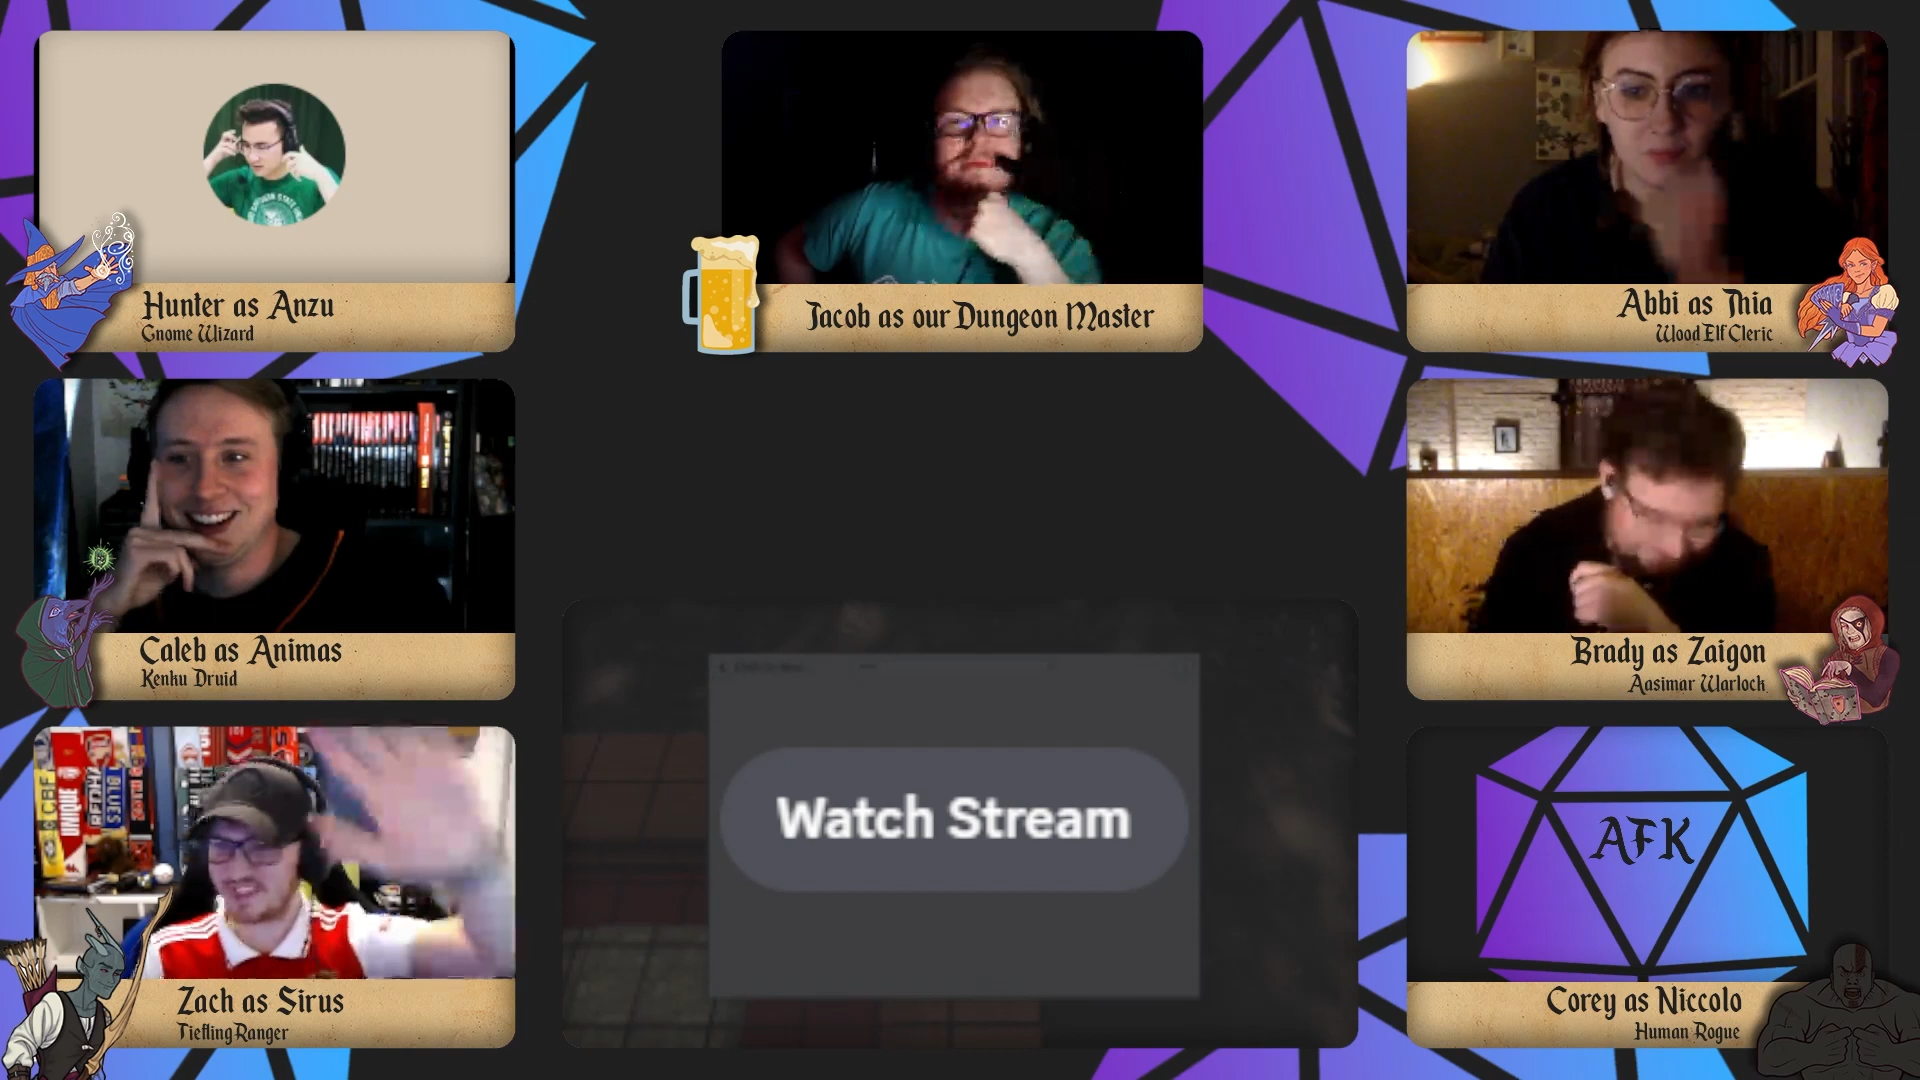 Hunter as Anzu
Gnome Wizard
Jacob as our Dungeon Master
Abbi as Thia
Wood Elf Cleric
Caleb as Animas
Kenku Druid
Brady as Zaigon
Aasimar Warlock
UNIQUE
BLUES
Watch Stream
AFK
Zach as Sirus
Tiefling Ranger
Corey as Niccolo
Human Rogue